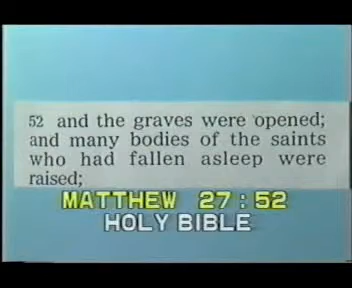 52 and the graves were opened;
and many bodies of the saints
who had fallen asleep were
raised;
MATTHEW 27:52
HOLY BIBLE